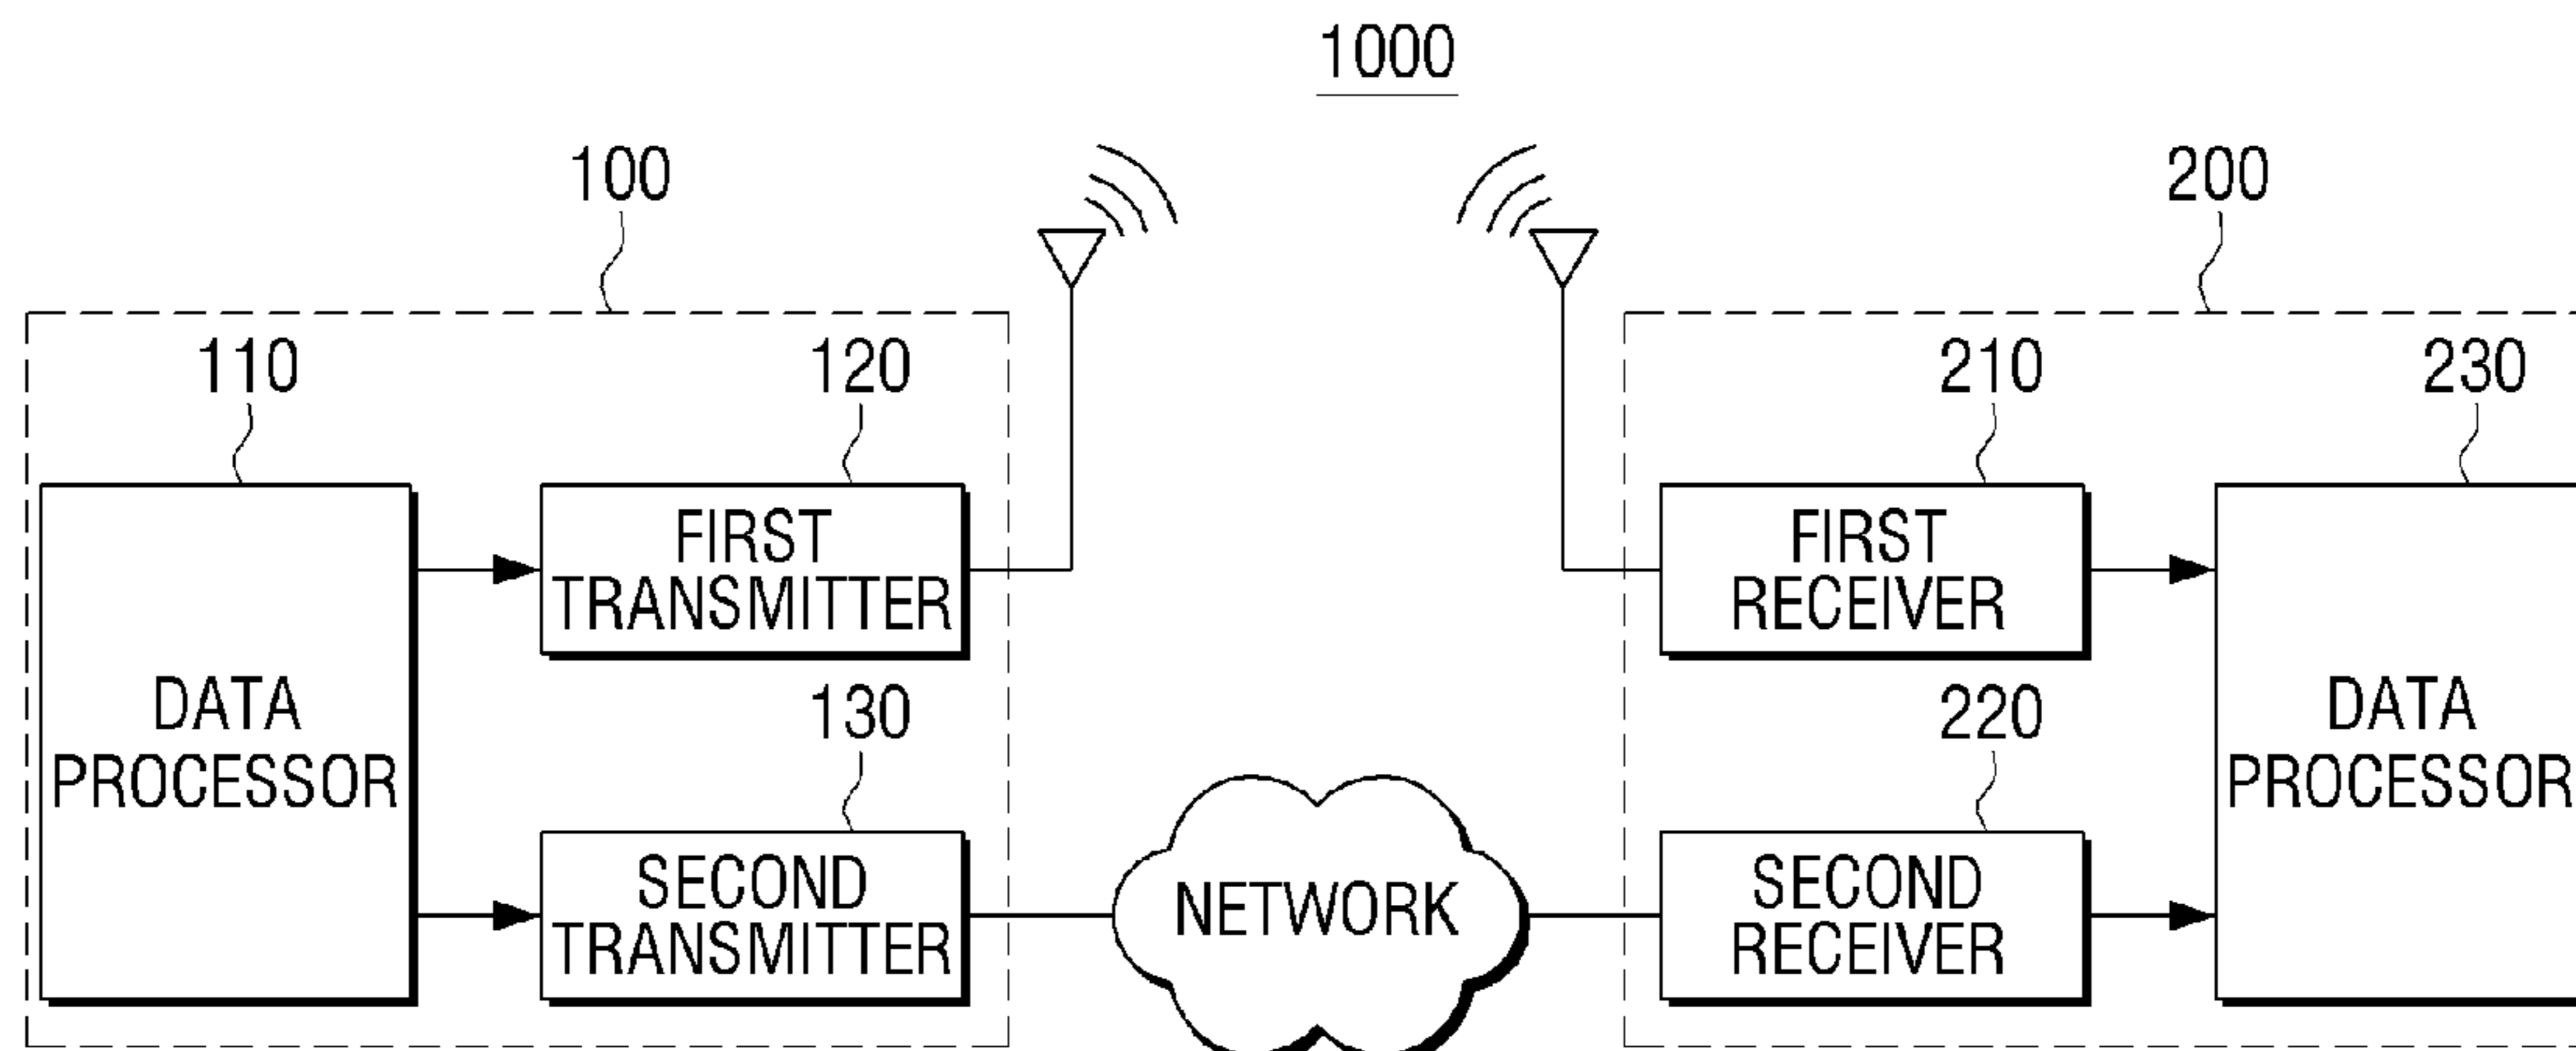 1000
100
200
110
120
210
230
FIRST
TRANSMITTER
FIRST
RECEIVER
DATA
PROCESSOR
130
220
DATA
PROCESSOR
SECOND
TRANSMITTER
NETWORK
SECOND
RECEIVER